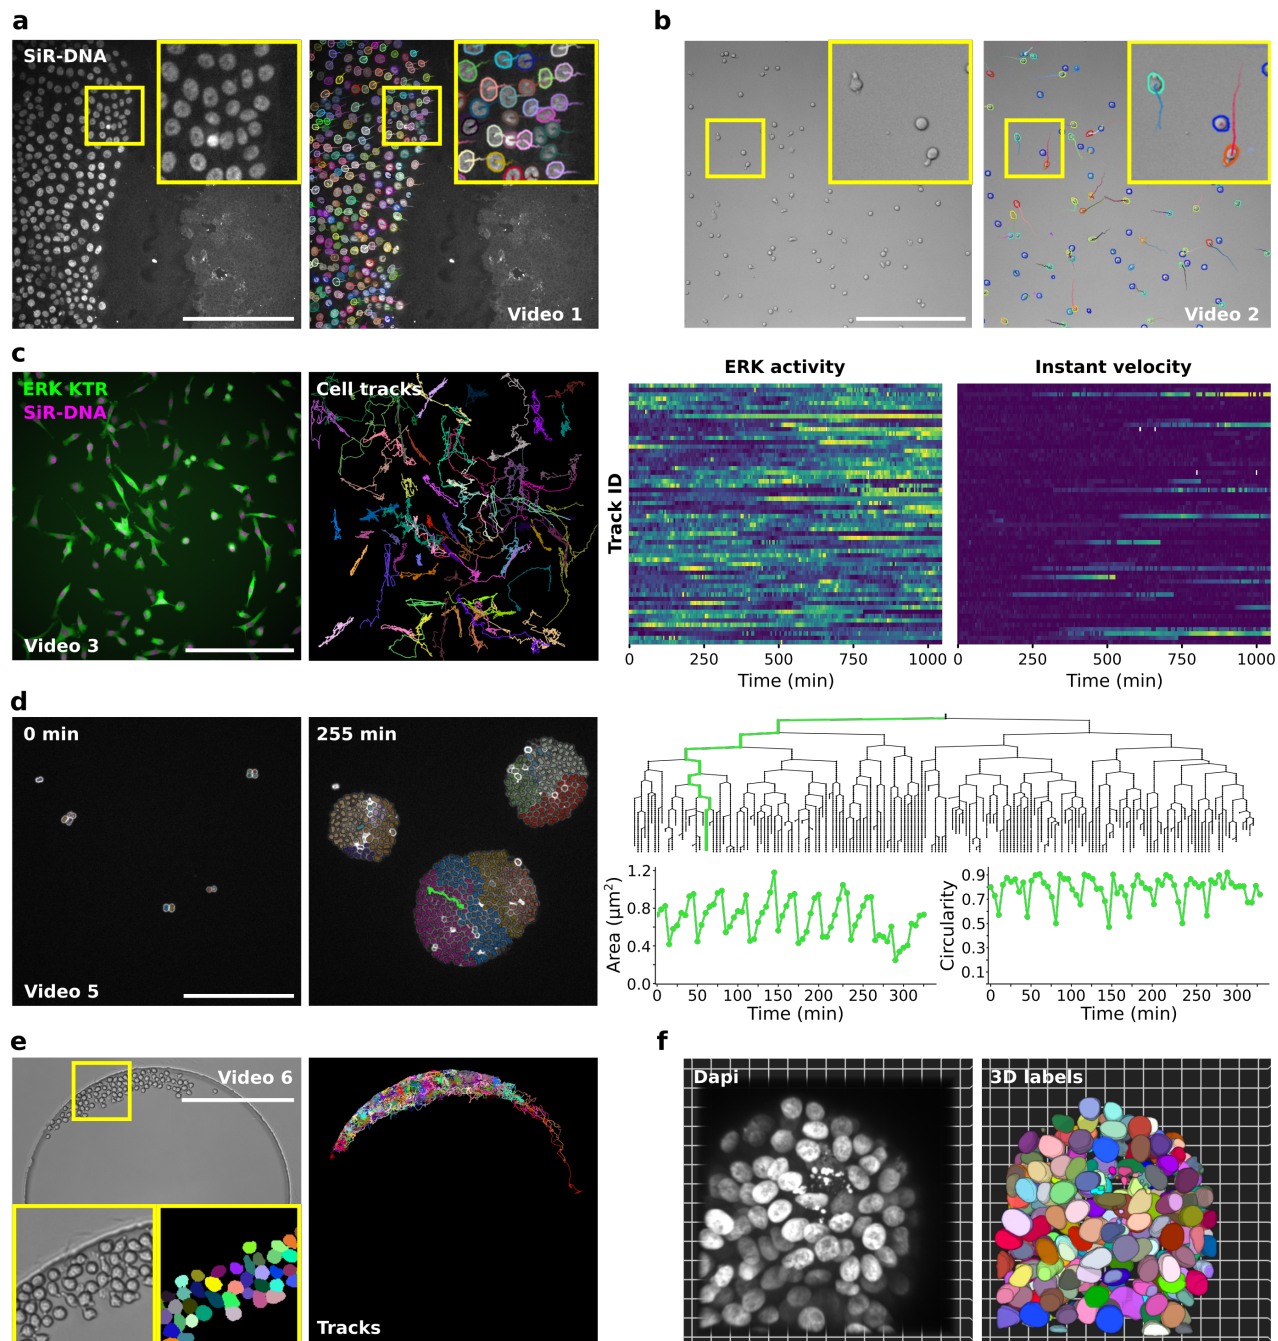 a
SiR-DNA
Video 1
b
Video 2
c
ERK KTR
SiR-DNA
Video 3
Cell tracks
ERK activity
Instant velocity
Track ID
0 250 500 750 1000
0 250 500 750 1000
Time (min)
Time (min)
d
0 min
255 min
Video 5
1.2
0.8
0.4
0.0
Area (μm²)
0 50 100 150 200 250 300
Time (min)
0.9
0.7
0.5
0.3
0.1
Circularity
0 50 100 150 200 250 300
Time (min)
e
Video 6
Tracks
f
Dapi
3D labels